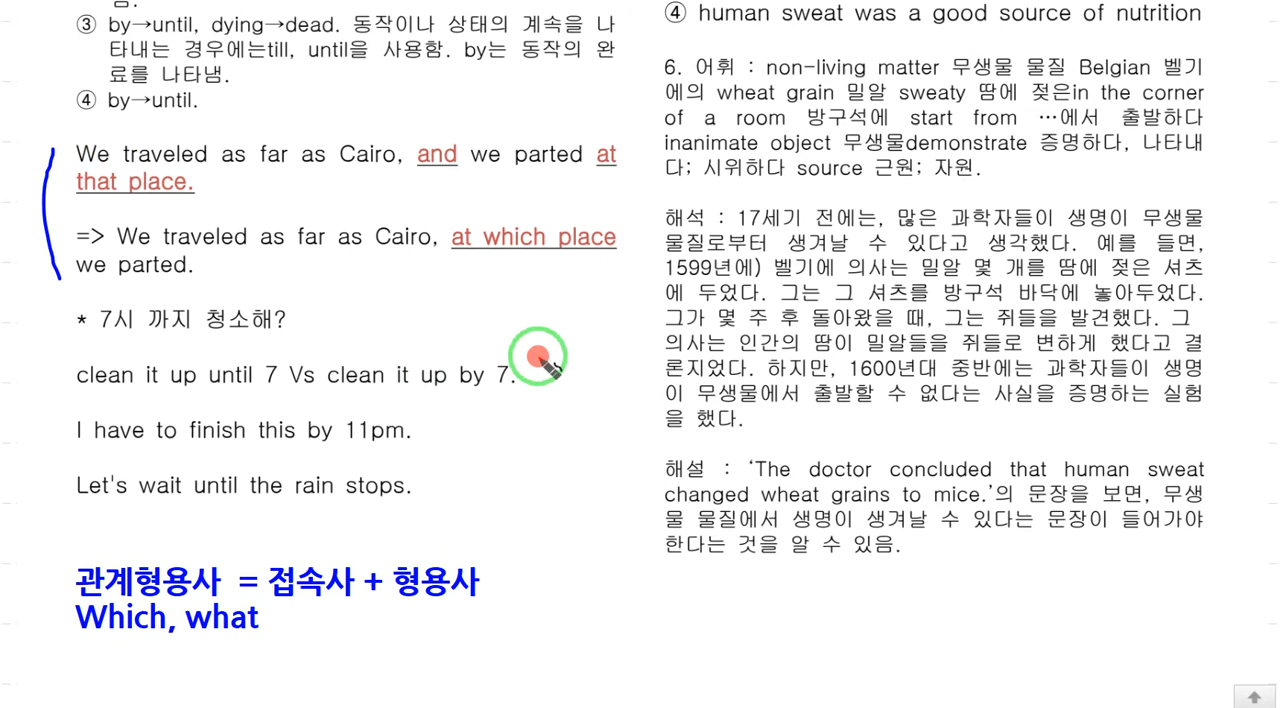 ③ by→until, dying→dead. 동작이나 상태의 계속을 나
타내는 경우에는till, until을 사용함. by는 동작의 완
료를 나타냄.
④ by→until.
We traveled as far as Cairo, and we parted at
that place.
=> We traveled as far as Cairo, at which place
we parted.
* 7시 까지 청소해?
clean it up until 7 Vs clean it up by 7.
I have to finish this by 11pm.
Let's wait until the rain stops.
관계형용사 = 접속사 + 형용사
Which, what
④ human sweat was a good source of nutrition
6. 어휘 : non-living matter 무생물 물질 Belgian 벨기
에의 wheat grain 밀알 sweaty 땀에 젖은in the corner
of a room 방구석에 start from …에서 출발하다
inanimate object 무생물demonstrate 증명하다, 나타내
다; 시위하다 source 근원; 자원.
해석 : 17세기 전에는, 많은 과학자들이 생명이 무생물
물질로부터 생겨날 수 있다고 생각했다. 예를 들면,
1599년에) 벨기에 의사는 밀알 몇 개를 땀에 젖은 셔츠
에 두었다. 그는 그 셔츠를 방구석 바닥에 놓아두었다.
그가 몇 주 후 돌아왔을 때, 그는 쥐들을 발견했다. 그
의사는 인간의 땀이 밀알들을 쥐들로 변하게 했다고 결
론지었다. 하지만, 1600년대 중반에는 과학자들이 생명
이 무생물에서 출발할 수 없다는 사실을 증명하는 실험
을 했다.
해설 : ‘The doctor concluded that human sweat
changed wheat grains to mice.’의 문장을 보면, 무생
물 물질에서 생명이 생겨날 수 있다는 문장이 들어가야
한다는 것을 알 수 있음.